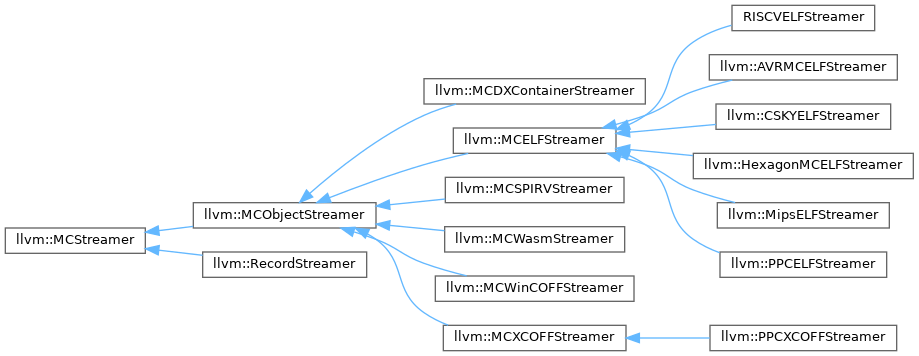 RISCVELFStreamer
llvm::AVRMCELFStreamer
llvm::MCDXContainerStreamer
llvm::CSKYELFStreamer
llvm::MCELFStreamer
llvm::HexagonMCELFStreamer
llvm::MCSPIRVStreamer
llvm::MCObjectStreamer
llvm::MipsELFStreamer
llvm::MCStreamer
llvm::MCWasmStreamer
llvm::RecordStreamer
llvm::PPCELFStreamer
llvm::MCWinCOFFStreamer
llvm::MCXCOFFStreamer
llvm::PPCXCOFFStreamer